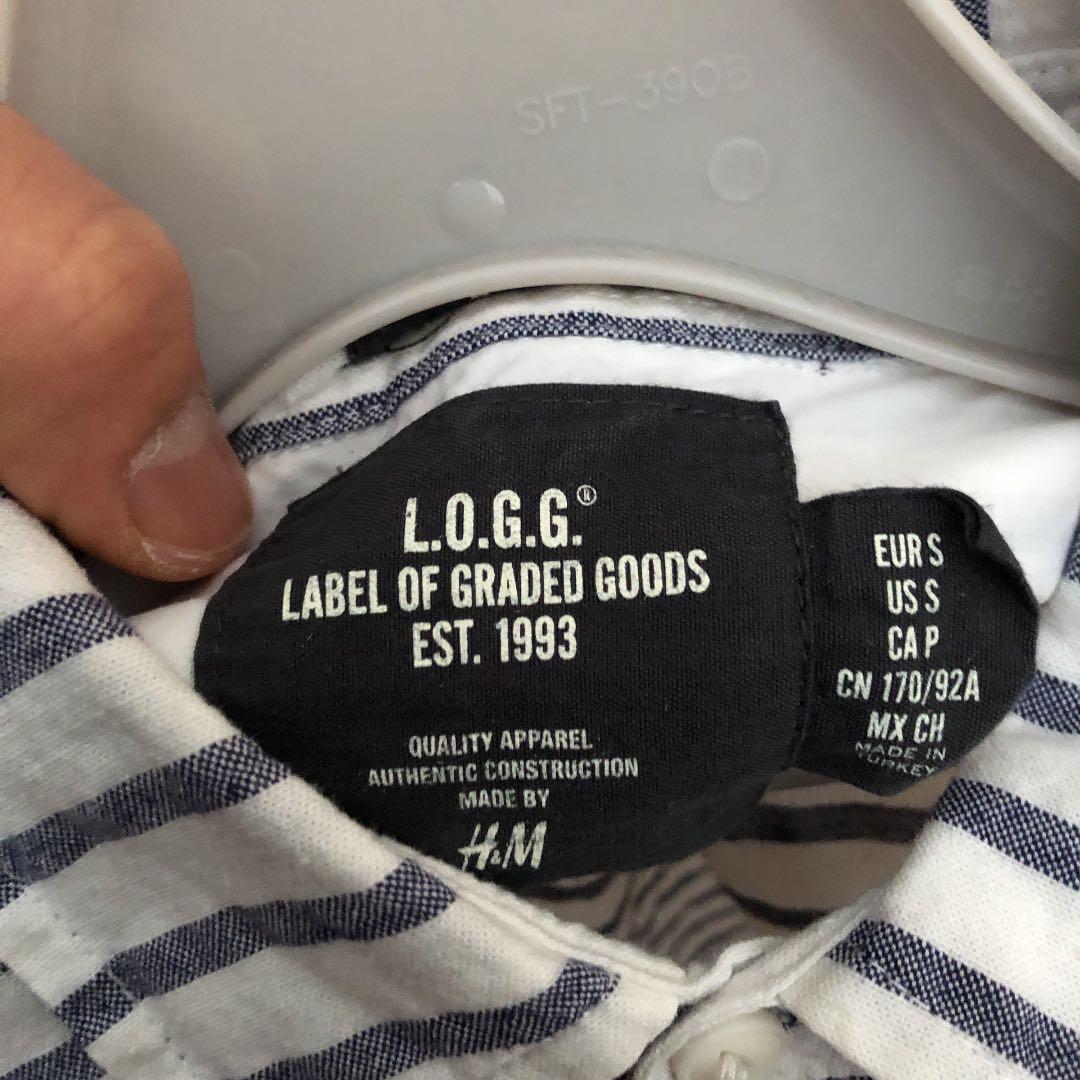 SFT-390B
L.O.G.G.®
LABEL OF GRADED GOODS
EST. 1993
QUALITY APPAREL
AUTHENTIC CONSTRUCTION
MADE BY
H&M
EUR S
US S
CA P
CN 170/92A
MX CH
MADE IN
TURKEY